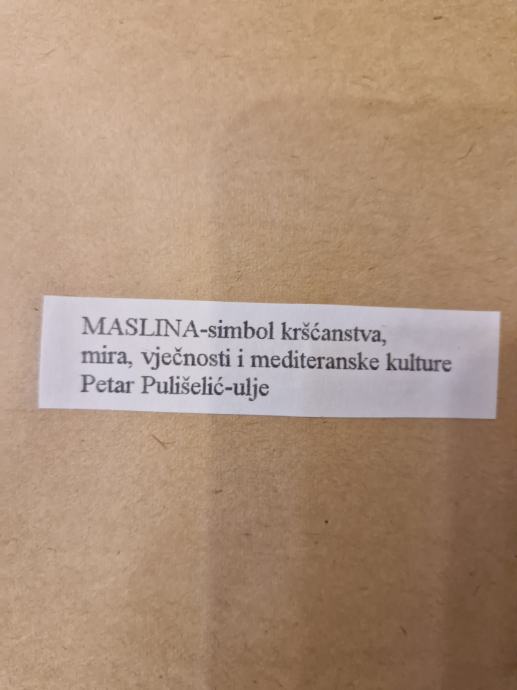 MASLINA-simbol kršćanstva,
mira, vječnosti i mediteranske kulture
Petar Pulišelić-ulje